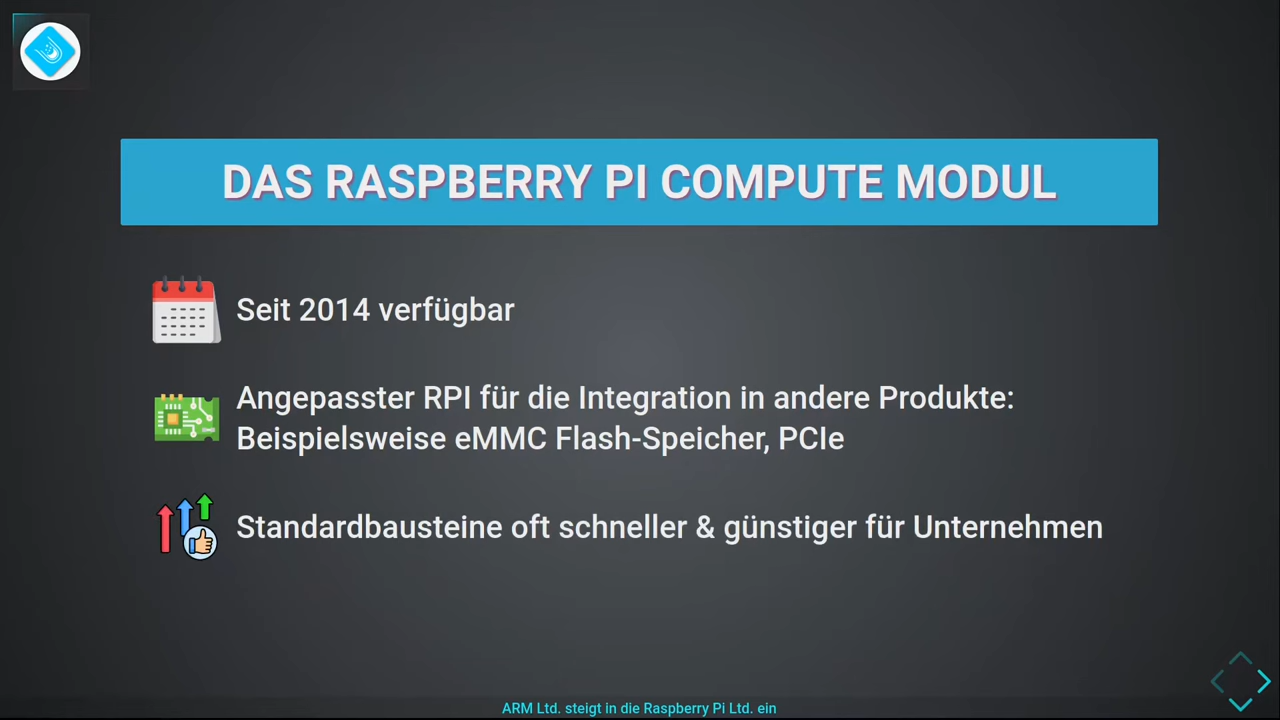 DAS RASPBERRY PI COMPUTE MODUL
Seit 2014 verfügbar
Angepasster RPI für die Integration in andere Produkte:
Beispielsweise eMMC Flash-Speicher, PCIe
Standardbausteine oft schneller & günstiger für Unternehmen
ARM Ltd. steigt in die Raspberry Pi Ltd. ein